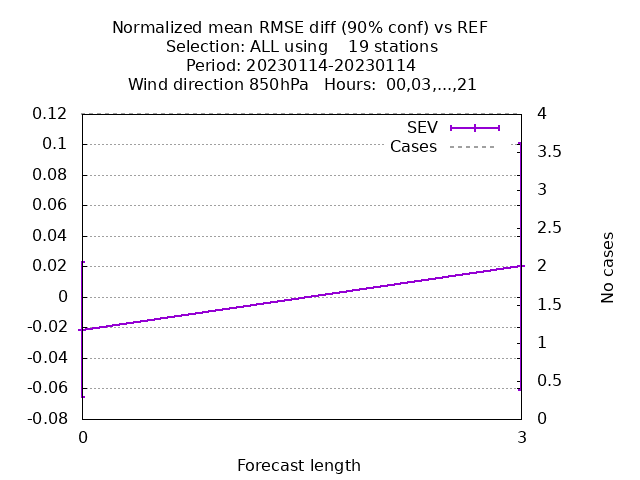 Normalized mean RMSE diff (90% conf) vs REF
Selection: ALL using    19 stations
Period: 20230114-20230114
Wind direction 850hPa   Hours:  00,03,...,21
SEV
Cases
0.12
0.1
0.08
0.06
0.04
0.02
0
-0.02
-0.04
-0.06
-0.08
4
3.5
3
2.5
2
1.5
1
0.5
0
No cases
0
3
Forecast length